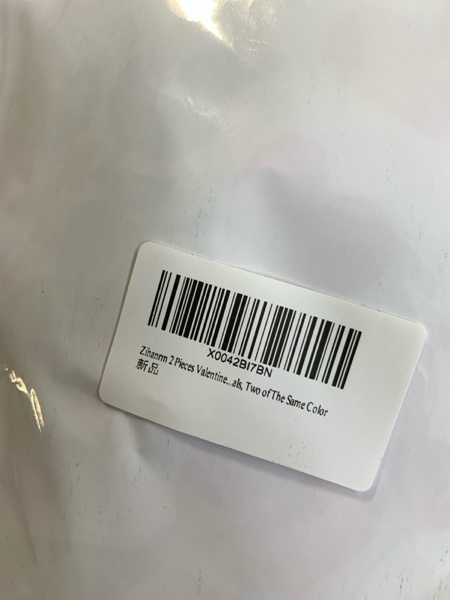 X0042BI7BN
Zihanrm 2 Pieces Valentine...als, Two of The Same Color
新品